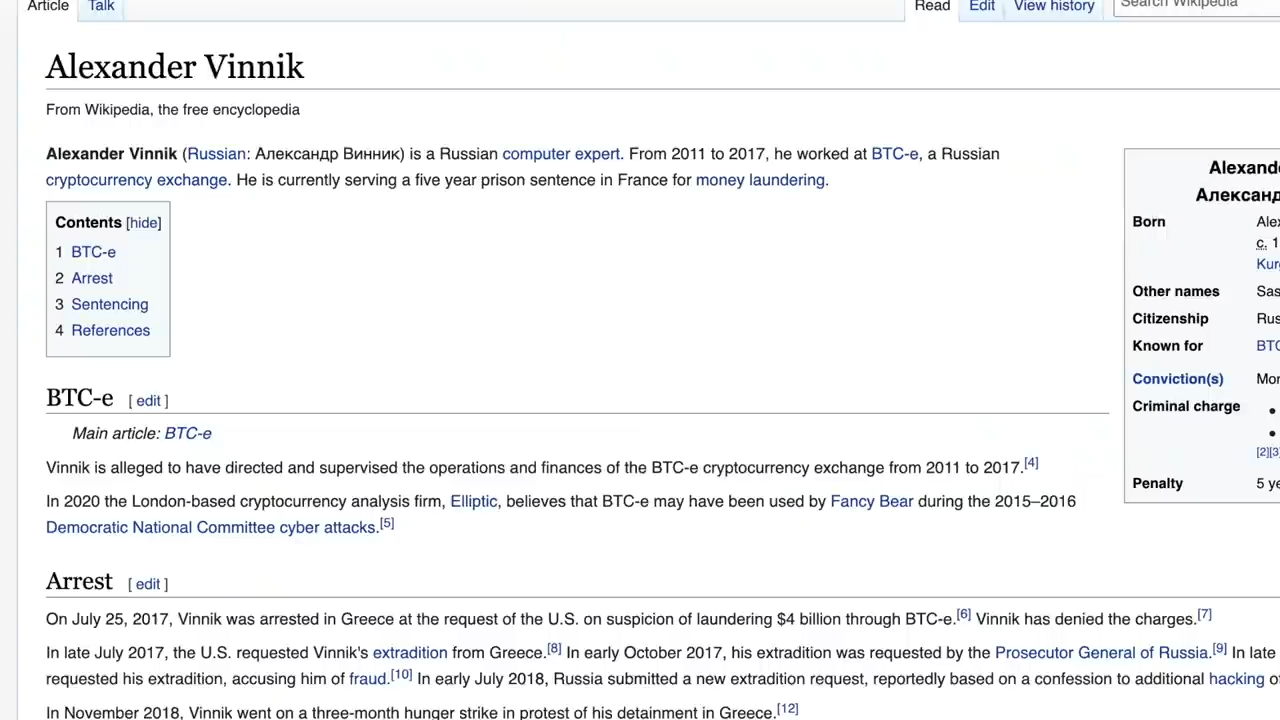 Article Talk Read Edit View history Search Wikipedia
Alexander Vinnik
From Wikipedia, the free encyclopedia
Alexander Vinnik (Russian: Александр Винник) is a Russian computer expert. From 2011 to 2017, he worked at BTC-e, a Russian
cryptocurrency exchange. He is currently serving a five year prison sentence in France for money laundering.
Contents [hide]
1 BTC-e
2 Arrest
3 Sentencing
4 References
Born
c. 1
Other names
Citizenship
Known for
Conviction(s)
Criminal charge
•
•
[2][3]
Penalty 5
BTC-e [ edit ]
Main article: BTC-e
Vinnik is alleged to have directed and supervised the operations and finances of the BTC-e cryptocurrency exchange from 2011 to 2017.[4]
In 2020 the London-based cryptocurrency analysis firm, Elliptic, believes that BTC-e may have been used by Fancy Bear during the 2015–2016
Democratic National Committee cyber attacks.[5]
Arrest [ edit ]
On July 25, 2017, Vinnik was arrested in Greece at the request of the U.S. on suspicion of laundering $4 billion through BTC-e.[6] Vinnik has denied the charges.[7]
In late July 2017, the U.S. requested Vinnik's extradition from Greece.[8] In early October 2017, his extradition was requested by the Prosecutor General of Russia.[9] In late
requested his extradition, accusing him of fraud.[10] In early July 2018, Russia submitted a new extradition request, reportedly based on a confession to additional hacking
In November 2018, Vinnik went on a three-month hunger strike in protest of his detainment in Greece.[12]